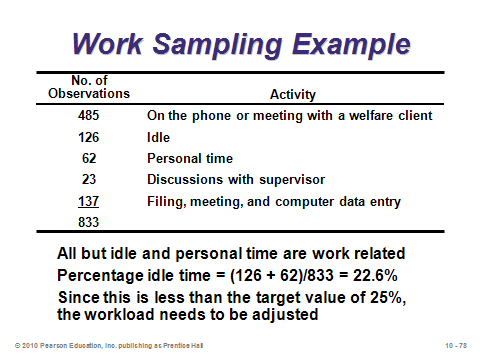 Work Sampling Example
No. of
Observations Activity
485 On the phone or meeting with a welfare client
126 Idle
62 Personal time
23 Discussions with supervisor
137 Filing, meeting, and computer data entry
833
All but idle and personal time are work related
Percentage idle time = (126 + 62)/833 = 22.6%
Since this is less than the target value of 25%,
the workload needs to be adjusted
© 2010 Pearson Education, Inc. publishing as Prentice Hall 10 - 78